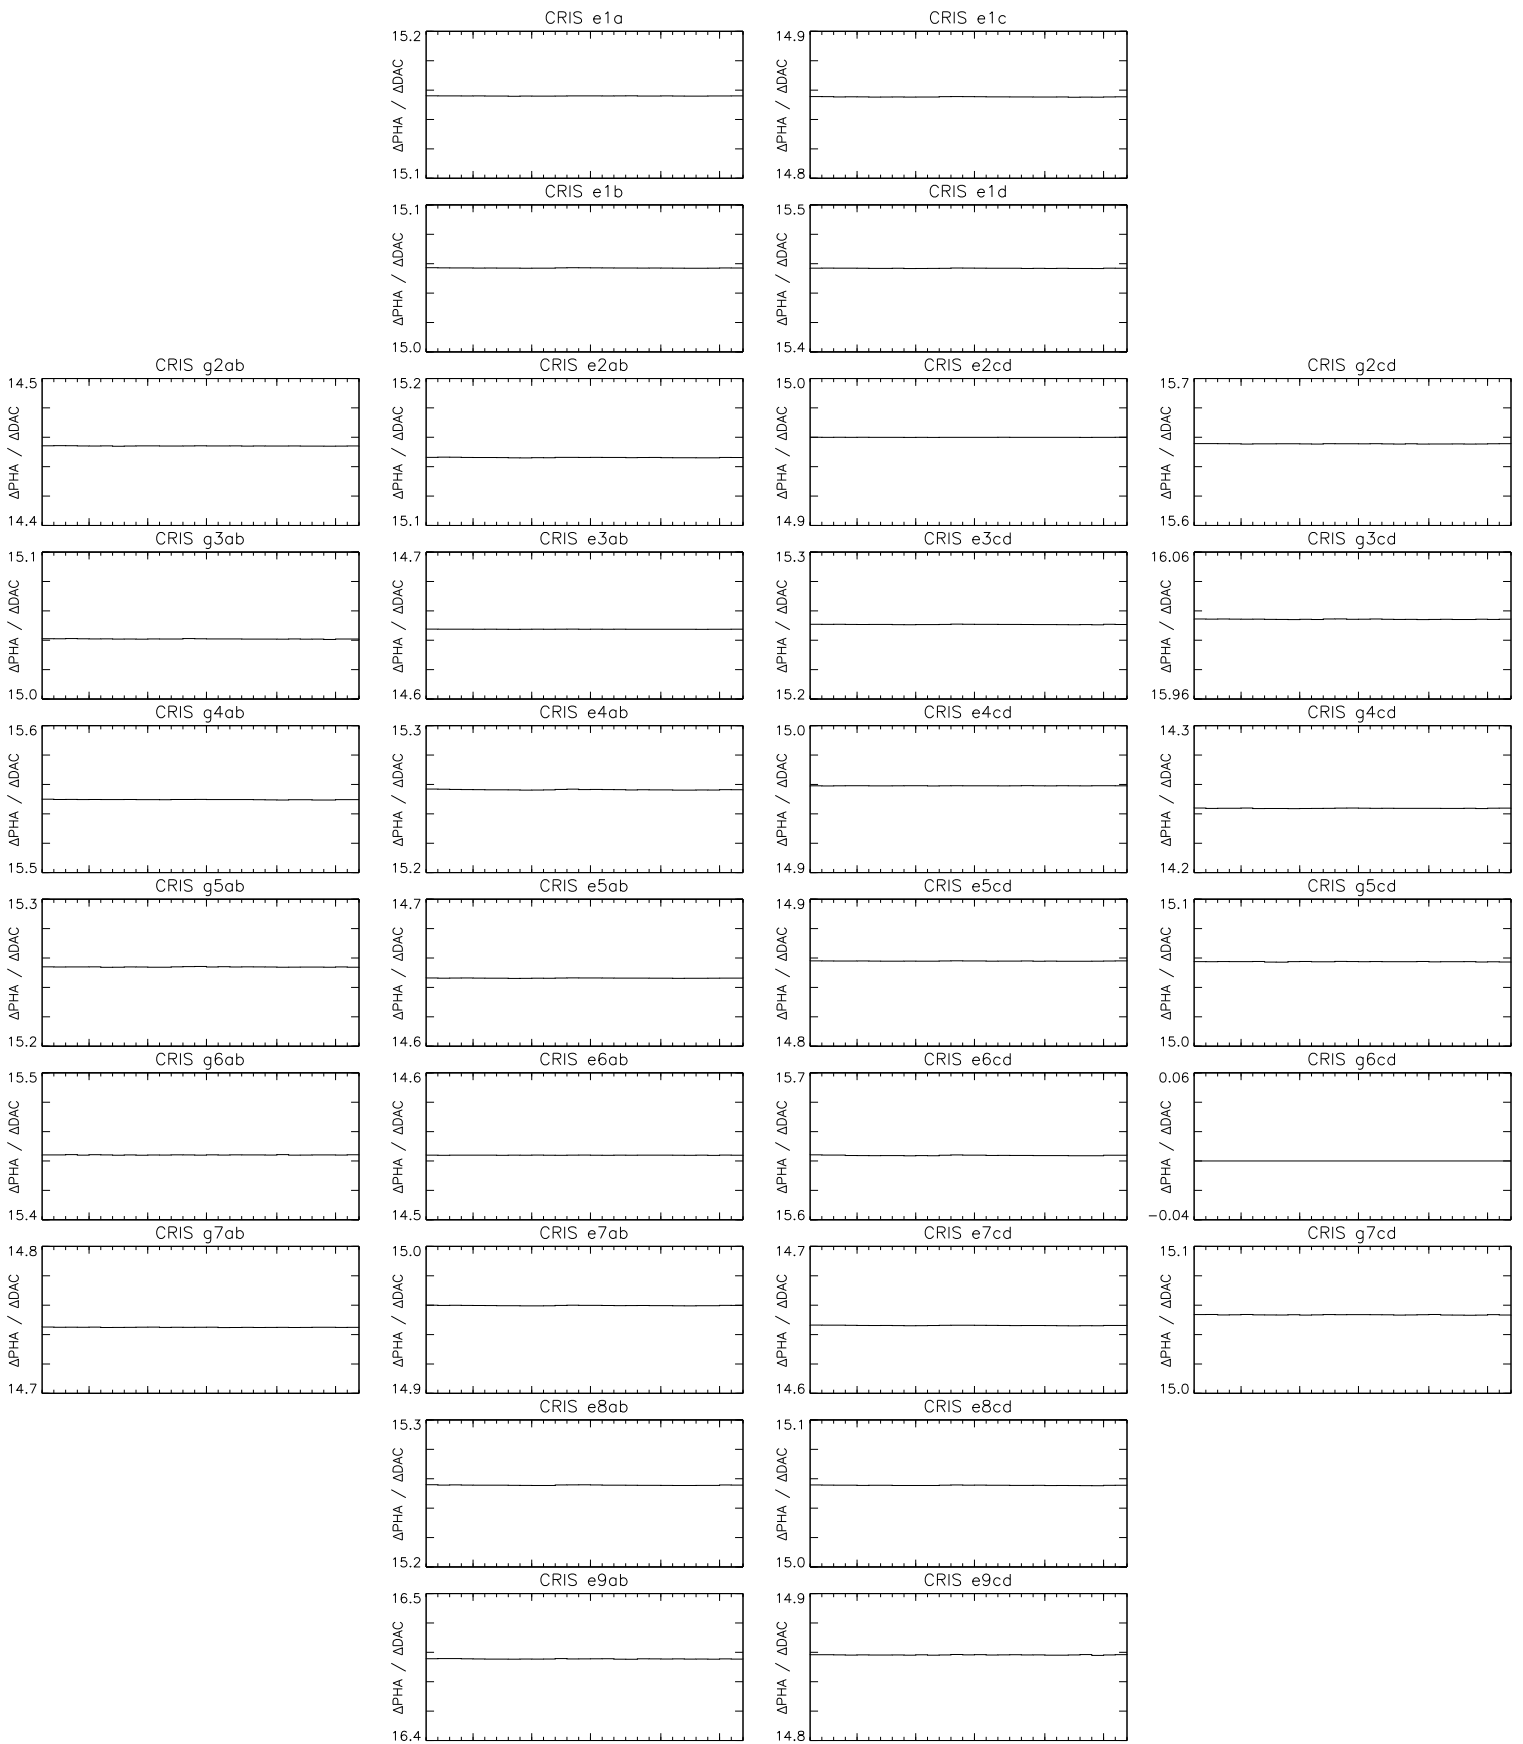 CRIS e1a
15.2
ΔPHA / ΔDAC
15.1
CRIS e1c
14.9
ΔPHA / ΔDAC
14.8
CRIS e1b
15.1
ΔPHA / ΔDAC
15.0
CRIS e1d
15.5
ΔPHA / ΔDAC
15.4
CRIS g2ab
14.5
ΔPHA / ΔDAC
14.4
CRIS e2ab
15.2
ΔPHA / ΔDAC
15.1
CRIS e2cd
15.0
ΔPHA / ΔDAC
14.9
CRIS g2cd
15.7
ΔPHA / ΔDAC
15.6
CRIS g3ab
15.1
ΔPHA / ΔDAC
15.0
CRIS e3ab
14.7
ΔPHA / ΔDAC
14.6
CRIS e3cd
15.3
ΔPHA / ΔDAC
15.2
CRIS g3cd
16.06
ΔPHA / ΔDAC
15.96
CRIS g4ab
15.6
ΔPHA / ΔDAC
15.5
CRIS e4ab
15.3
ΔPHA / ΔDAC
15.2
CRIS e4cd
15.0
ΔPHA / ΔDAC
14.9
CRIS g4cd
14.3
ΔPHA / ΔDAC
14.2
CRIS g5ab
15.3
ΔPHA / ΔDAC
15.2
CRIS e5ab
14.7
ΔPHA / ΔDAC
14.6
CRIS e5cd
14.9
ΔPHA / ΔDAC
14.8
CRIS g5cd
15.1
ΔPHA / ΔDAC
15.0
CRIS g6ab
15.5
ΔPHA / ΔDAC
15.4
CRIS e6ab
14.6
ΔPHA / ΔDAC
14.5
CRIS e6cd
15.7
ΔPHA / ΔDAC
15.6
CRIS g6cd
0.06
ΔPHA / ΔDAC
−0.04
CRIS g7ab
14.8
ΔPHA / ΔDAC
14.7
CRIS e7ab
15.0
ΔPHA / ΔDAC
14.9
CRIS e7cd
14.7
ΔPHA / ΔDAC
14.6
CRIS g7cd
15.1
ΔPHA / ΔDAC
15.0
CRIS e8ab
15.3
ΔPHA / ΔDAC
15.2
CRIS e8cd
15.1
ΔPHA / ΔDAC
15.0
CRIS e9ab
16.5
ΔPHA / ΔDAC
16.4
CRIS e9cd
14.9
ΔPHA / ΔDAC
14.8